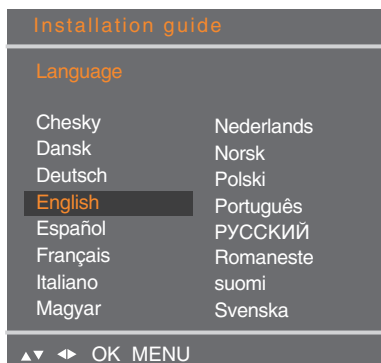 Installation guide
Language
Chesky
Dansk
Deutsch
English
Español
Français
Italiano
Magyar
Nederlands
Norsk
Polski
Português
РУССКИЙ
Romaneste
suomi
Svenska
▲▼ ◀▶ OK MENU